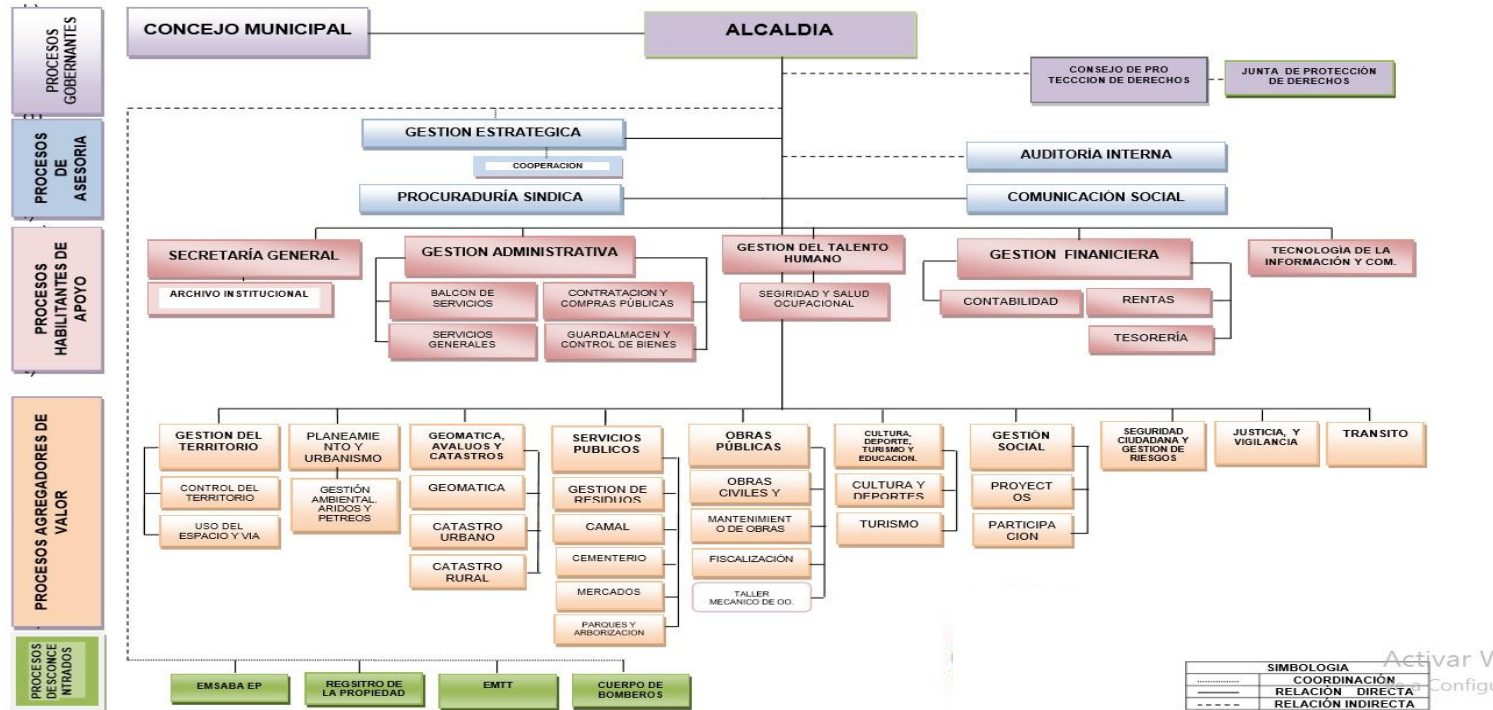 PROCESOS
GOBERNANTES
CONCEJO MUNICIPAL
ALCALDIA
CONSEJO DE PRO
TECCCION DE DERECHOS
JUNTA DE PROTECCIÓN
DE DERECHOS
PROCESOS
DE
ASESORIA
GESTION ESTRATEGICA
COOPERACION
AUDITORÌA INTERNA
PROCURADURÍA SINDICA
COMUNICACIÓN SOCIAL
PROCESOS
HABILITANTES DE
APOYO
SECRETARÍA GENERAL
ARCHIVO INSTITUCIONAL
GESTION ADMINISTRATIVA
BALCON DE
SERVICIOS
CONTRATACION Y
COMPRAS PÚBLICAS
SERVICIOS
GENERALES
GUARDALMACEN Y
CONTROL DE BIENES
GESTION DEL TALENTO
HUMANO
SEGIRIDAD Y SALUD
OCUPACIONAL
GESTION FINANICIERA
CONTABILIDAD
RENTAS
TESORERÍA
TECNOLOGÌA DE LA
INFORMACIÓN Y COM.
PROCESOS AGREGADORES DE
VALOR
GESTION DEL
TERRITORIO
CONTROL DEL
TERRITORIO
USO DEL
ESPACIO Y VIA
PLANEAMIE
NTO Y
URBANISMO
GESTIÓN
AMBIENTAL.
ARIDOS Y
PETREOS
GEOMATICA,
AVALUOS Y
CATASTROS
GEOMATICA
CATASTRO
URBANO
CATASTRO
RURAL
SERVICIOS
PUBLICOS
GESTION DE
RESIDUOS
CAMAL
CEMENTERIO
MERCADOS
PARQUES Y
ARBORIZACION
OBRAS
PÚBLICAS
OBRAS
CIVILES Y
MANTENIMIENT
O DE OBRAS
FISCALIZACIÓN
TALLER
MECANICO DE OO.
CULTURA,
DEPORTE,
TURISMO Y
EDUCACION.
CULTURA Y
DEPORTES
TURISMO
GESTIÒN
SOCIAL
PROYECT
OS
PARTICIPA
CION
SEGURIDAD
CIUDADANA Y
GESTION DE
RIESGOS
JUSTICIA, Y
VIGILANCIA
TRANSITO
PROCESOS
DESCONCE
NTRADOS
EMSABA EP
REGSITRO DE
LA PROPIEDAD
EMTT
CUERPO DE
BOMBEROS
SIMBOLOGIA
COORDINACIÓN
RELACIÓN DIRECTA
RELACIÓN INDIRECTA
Activar
a Configu